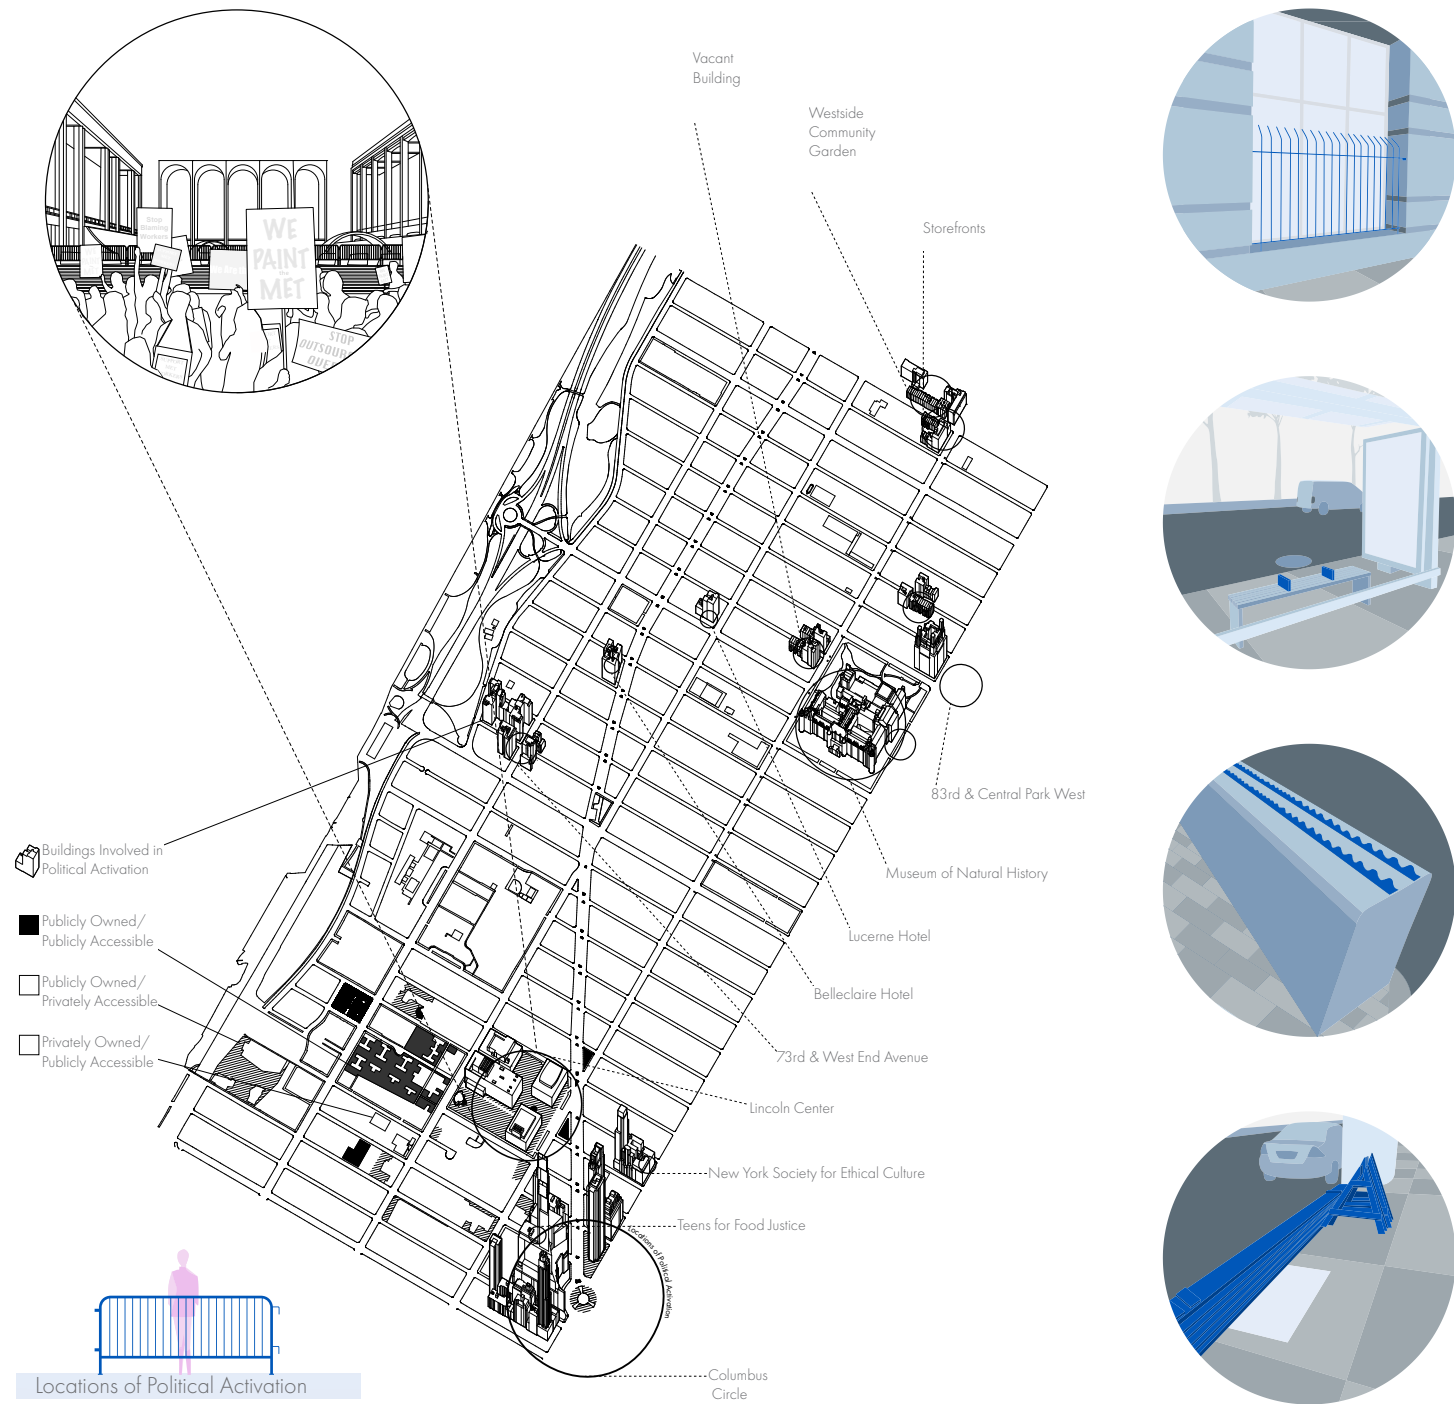 Vacant
Building
Westside
Community
Garden
Storefronts
Stop
Blaming
Workers
WE
PAINT
the
MET
STOP
83rd & Central Park West
Museum of Natural History
Lucerne Hotel
Belleclaire Hotel
73rd & West End Avenue
Lincoln Center
New York Society for Ethical Culture
Teens for Food Justice
Locations of Political Activation
Columbus
Circle
Buildings Involved in
Political Activation
Publicly Owned/
Publicly Accessible
Publicly Owned/
Privately Accessible
Privately Owned/
Publicly Accessible
Locations of Political Activation